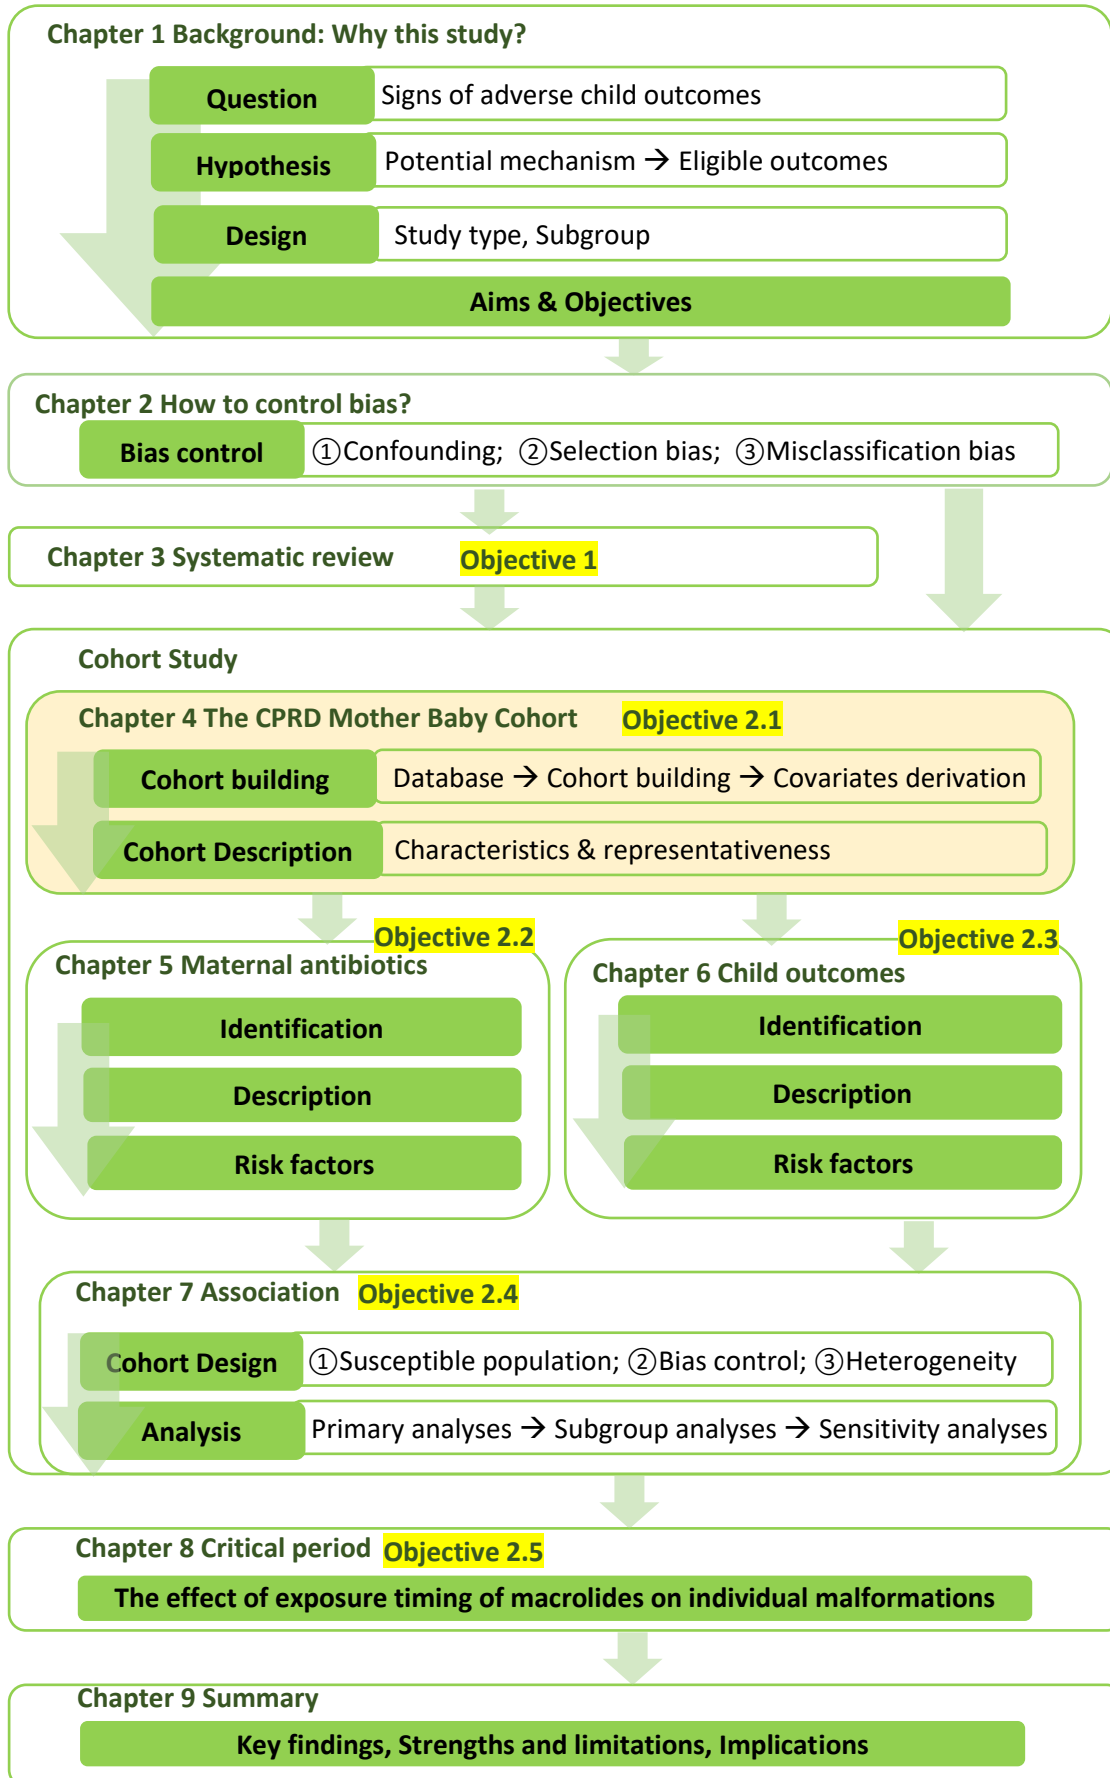 Chapter 1 Background: Why this study?
Question Signs of adverse child outcomes
Hypothesis Potential mechanism → Eligible outcomes
Design Study type, Subgroup
Aims & Objectives
Chapter 2 How to control bias?
Bias control ①Confounding; ②Selection bias; ③Misclassification bias
Chapter 3 Systematic review Objective 1
Cohort Study
Chapter 4 The CPRD Mother Baby Cohort Objective 2.1
Cohort building Database → Cohort building → Covariates derivation
Cohort Description Characteristics & representativeness
Objective 2.2
Chapter 5 Maternal antibiotics
Identification
Description
Risk factors
Objective 2.3
Chapter 6 Child outcomes
Identification
Description
Risk factors
Chapter 7 Association Objective 2.4
Cohort Design ①Susceptible population; ②Bias control; ③Heterogeneity
Analysis Primary analyses → Subgroup analyses → Sensitivity analyses
Chapter 8 Critical period Objective 2.5
The effect of exposure timing of macrolides on individual malformations
Chapter 9 Summary
Key findings, Strengths and limitations, Implications